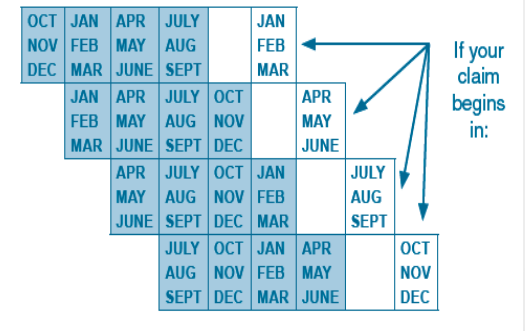 OCT JAN APR JULY JAN
NOV FEB MAY AUG FEB
DEC MAR JUNE SEPT MAR
JAN APR JULY OCT APR
FEB MAY AUG NOV MAY
MAR JUNE SEPT DEC JUNE
APR JULY OCT JAN JULY
MAY AUG NOV FEB AUG
JUNE SEPT DEC MAR SEPT
JULY OCT JAN APR OCT
AUG NOV FEB MAY NOV
SEPT DEC MAR JUNE DEC
If your
claim
begins
in: